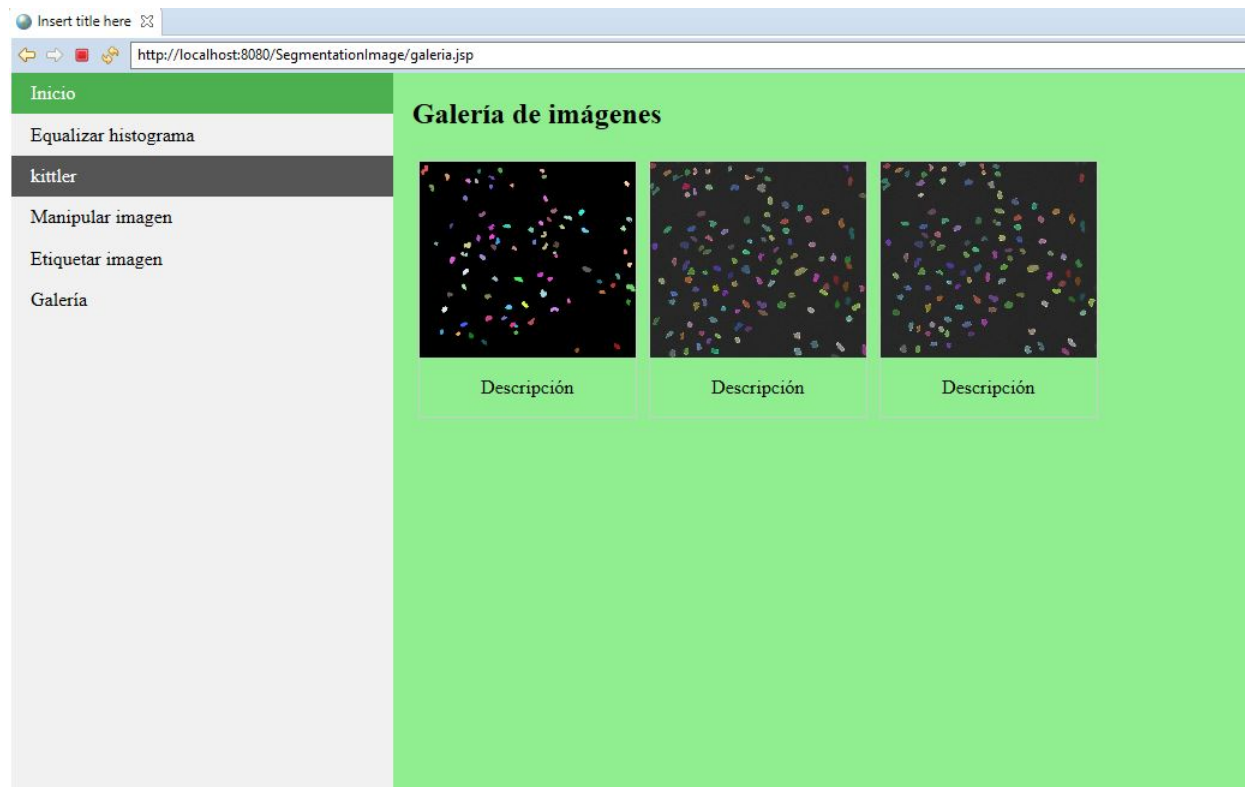 Insert title here
http://localhost:8080/SegmentationImage/galeria.jsp
Inicio
Equalizar histograma
kittler
Manipular imagen
Etiquetar imagen
Galería
Galería de imágenes
Descripción
Descripción
Descripción